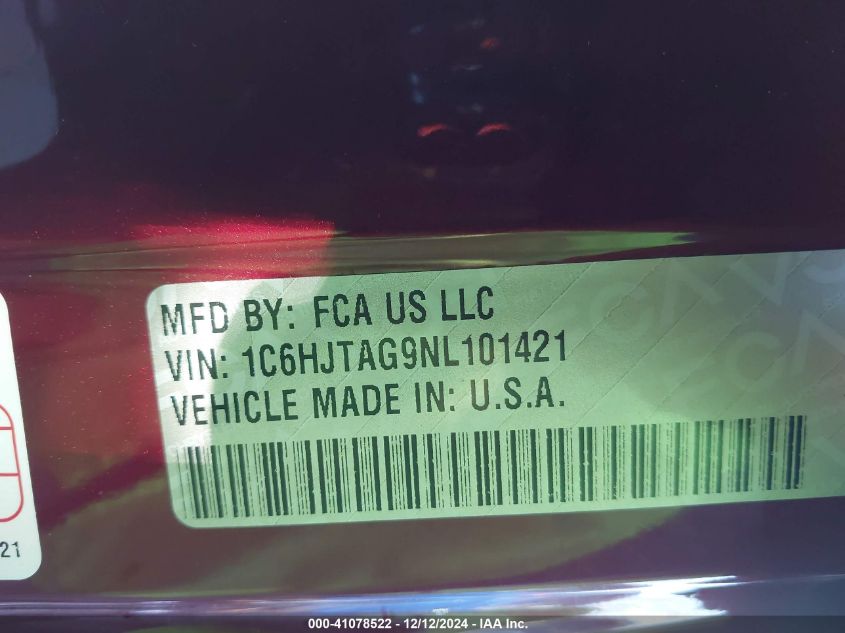 MFD BY: FCA US LLC
VIN: 1C6HJTAG9NL101421
VEHICLE MADE IN: U.S.A.
21
000-41078522 - 12/12/2024 - IAA Inc.